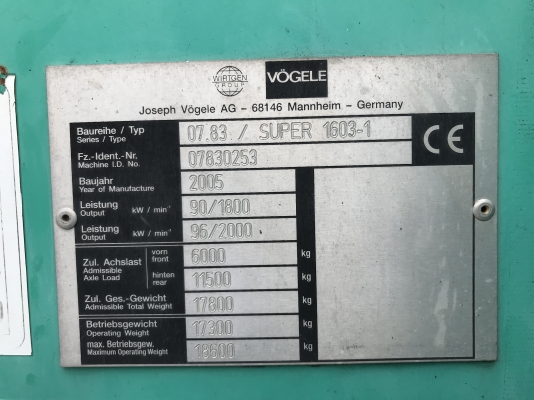 WIRTGEN GROUP VÖGELE
Joseph Vögele AG – 68146 Mannheim – Germany
Baureihe / Typ 07.83 / SUPER 1603-1
Series / Type
Fz.-Ident.-Nr. 07830253
Machine I.D. No.
CE
Baujahr 2005
Year of Manufacture
Leistung kW / min⁻¹ 90/1800
Output
Leistung kW / min⁻¹ 96/2000
Output
Zul. Achslast vorn front 6000 kg
Admissible Axle Load hinten rear 11500 kg
Zul. Ges.-Gewicht 17800 kg
Admissible Total Weight
Betriebsgewicht 17300 kg
Operating Weight
max. Betriebsgew. 18600 kg
Maximum Operating Weight